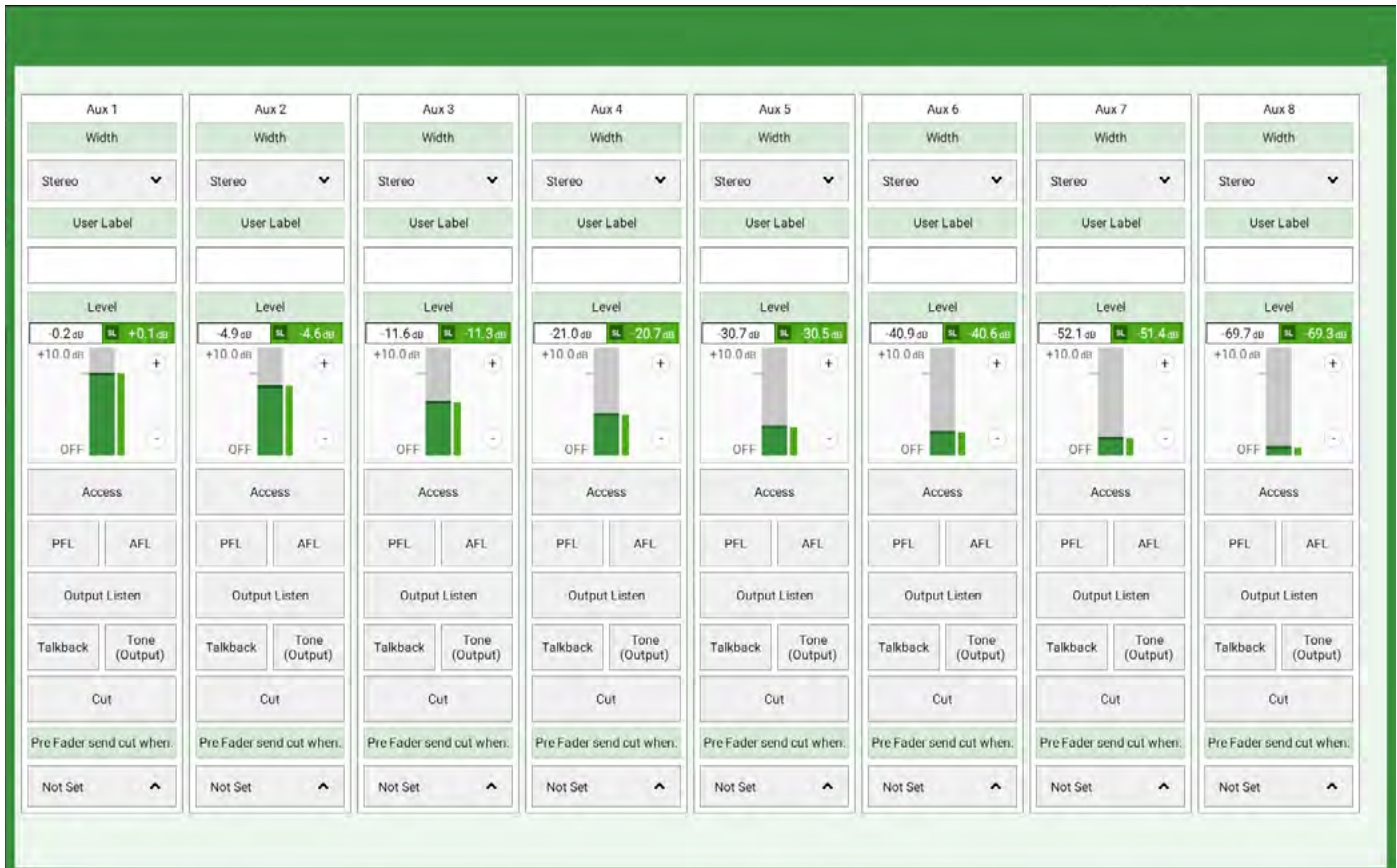 Aux 1 Aux 2 Aux 3 Aux 4 Aux 5 Aux 6 Aux 7 Aux 8
Width Width Width Width Width Width Width Width
Stereo Stereo Stereo Stereo Stereo Stereo Stereo Stereo
User Label User Label User Label User Label User Label User Label User Label User Label
Level Level Level Level Level Level Level Level
-0.2 dB SL +0.1 dB -4.9 dB SL -4.6 dB -11.6 dB SL -11.3 dB -21.0 dB SL -20.7 dB -30.7 dB SL -30.5 dB -40.9 dB SL -40.6 dB -52.1 dB SL -51.4 dB -69.7 dB SL -69.3 dB
+10.0 dB + +10.0 dB + +10.0 dB + +10.0 dB + +10.0 dB + +10.0 dB + +10.0 dB + +10.0 dB +
OFF - OFF - OFF - OFF - OFF - OFF - OFF - OFF -
Access Access Access Access Access Access Access Access
PFL AFL PFL AFL PFL AFL PFL AFL PFL AFL PFL AFL PFL AFL PFL AFL
Output Listen Output Listen Output Listen Output Listen Output Listen Output Listen Output Listen Output Listen
Talkback Tone (Output) Talkback Tone (Output) Talkback Tone (Output) Talkback Tone (Output) Talkback Tone (Output) Talkback Tone (Output) Talkback Tone (Output) Talkback Tone (Output)
Cut Cut Cut Cut Cut Cut Cut Cut
Pre Fader send cut when: Pre Fader send cut when: Pre Fader send cut when: Pre Fader send cut when: Pre Fader send cut when: Pre Fader send cut when: Pre Fader send cut when: Pre Fader send cut when:
Not Set Not Set Not Set Not Set Not Set Not Set Not Set Not Set